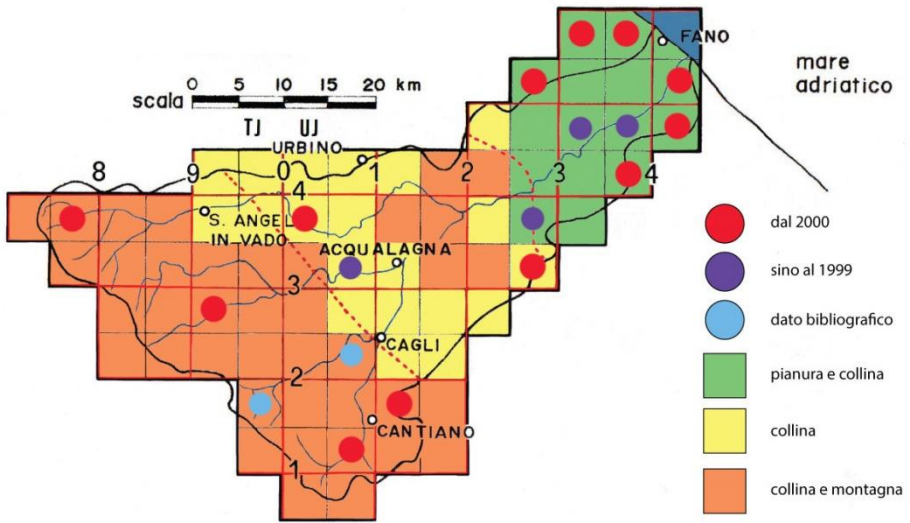 FANO
mare
adriatico
0 5 10 15 20 km
scala
TJ UJ
URBINO
8 9 0 1 2 3 4
4
S. ANGELO
IN VADO
ACQUALAGNA
3
CAGLI
2
CANTIANO
1
dal 2000
sino al 1999
dato bibliografico
pianura e collina
collina
collina e montagna